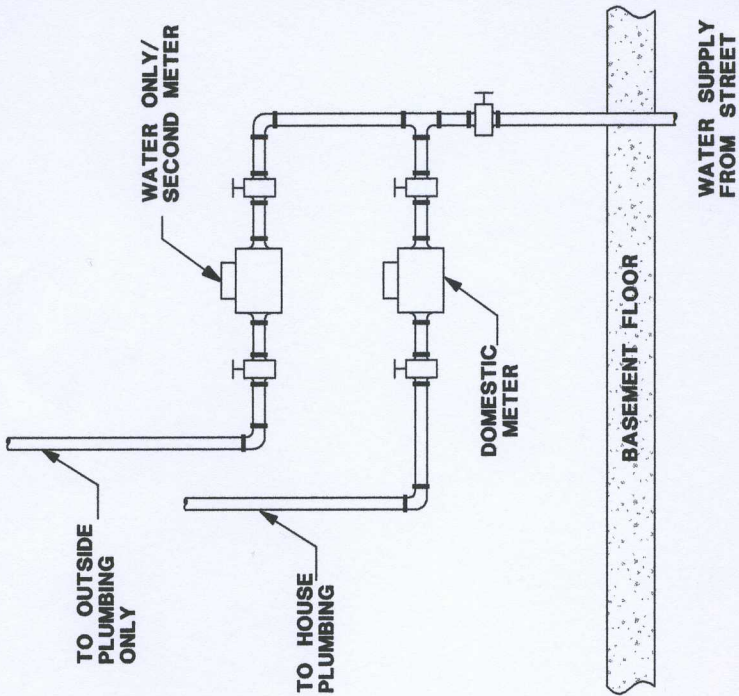 TO OUTSIDE
PLUMBING
ONLY
WATER ONLY/
SECOND METER
TO HOUSE
PLUMBING
DOMESTIC
METER
BASEMENT FLOOR
WATER SUPPLY
FROM STREET